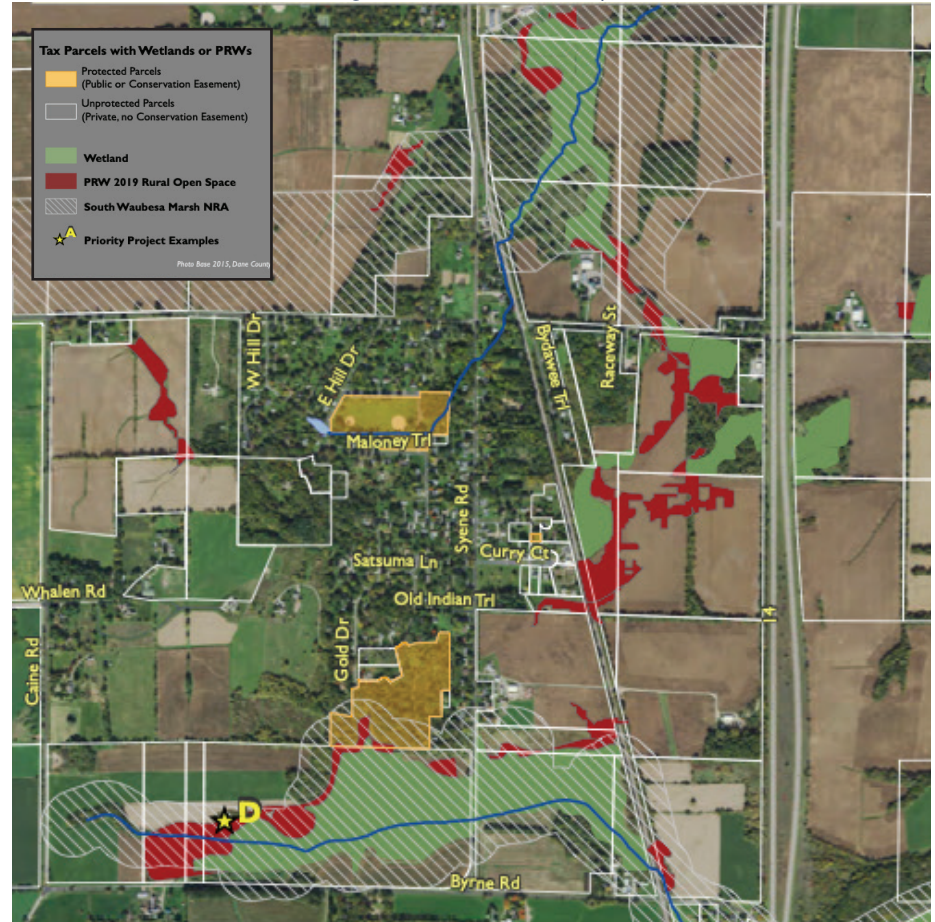 Tax Parcels with Wetlands or PRWs
Protected Parcels
(Public or Conservation Easement)
Unprotected Parcels
(Private, no Conservation Easement)
Wetland
PRW 2019 Rural Open Space
South Waubesa Marsh NRA
A
Priority Project Examples
Photo Base 2015, Dane County
W Hill Dr
E Hill Dr
Bydawee Trl
Raceway St
Maloney Trl
Syene Rd
Curry Ct
Satsuma Ln
Whalen Rd
Old Indian Trl
14
Caine Rd
Gold Dr
D
Byrne Rd